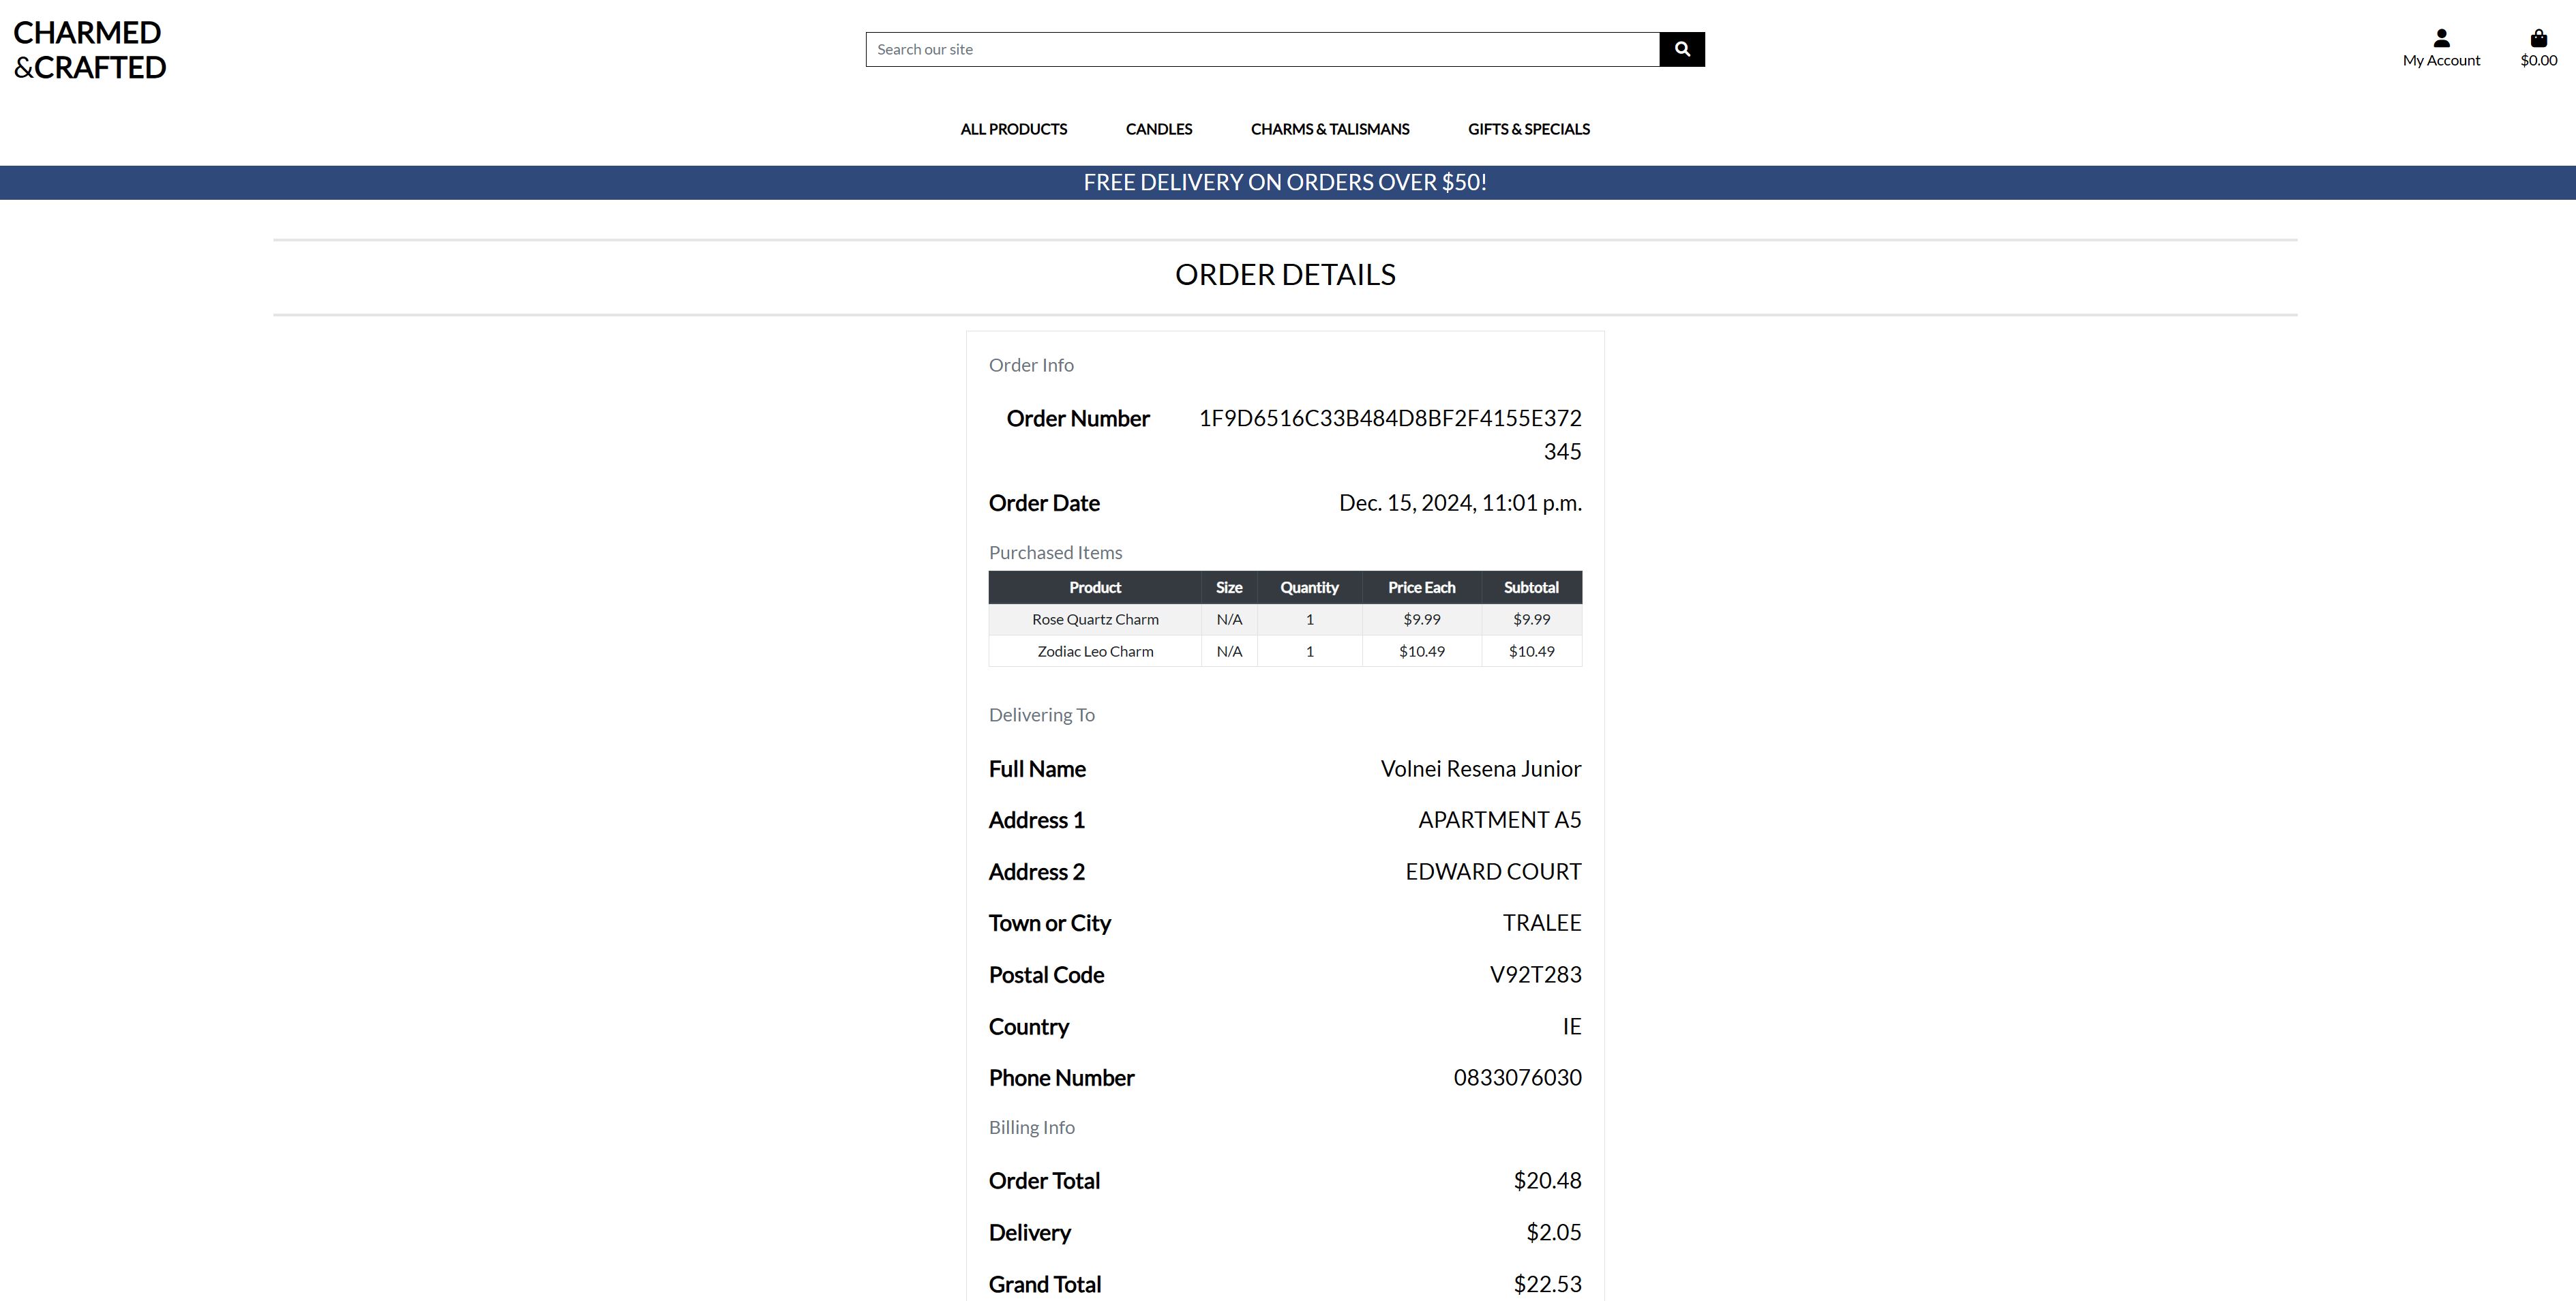 CHARMED
&CRAFTED
Search our site
My Account
$0.00
ALL PRODUCTS CANDLES CHARMS & TALISMANS GIFTS & SPECIALS
FREE DELIVERY ON ORDERS OVER $50!
ORDER DETAILS
Order Info
Order Number 1F9D6516C33B484D8BF2F4155E372
345
Order Date Dec. 15, 2024, 11:01 p.m.
Purchased Items
Product Size Quantity Price Each Subtotal
Rose Quartz Charm N/A 1 $9.99 $9.99
Zodiac Leo Charm N/A 1 $10.49 $10.49
Delivering To
Full Name Volnei Resena Junior
Address 1 APARTMENT A5
Address 2 EDWARD COURT
Town or City TRALEE
Postal Code V92T283
Country IE
Phone Number 0833076030
Billing Info
Order Total $20.48
Delivery $2.05
Grand Total $22.53